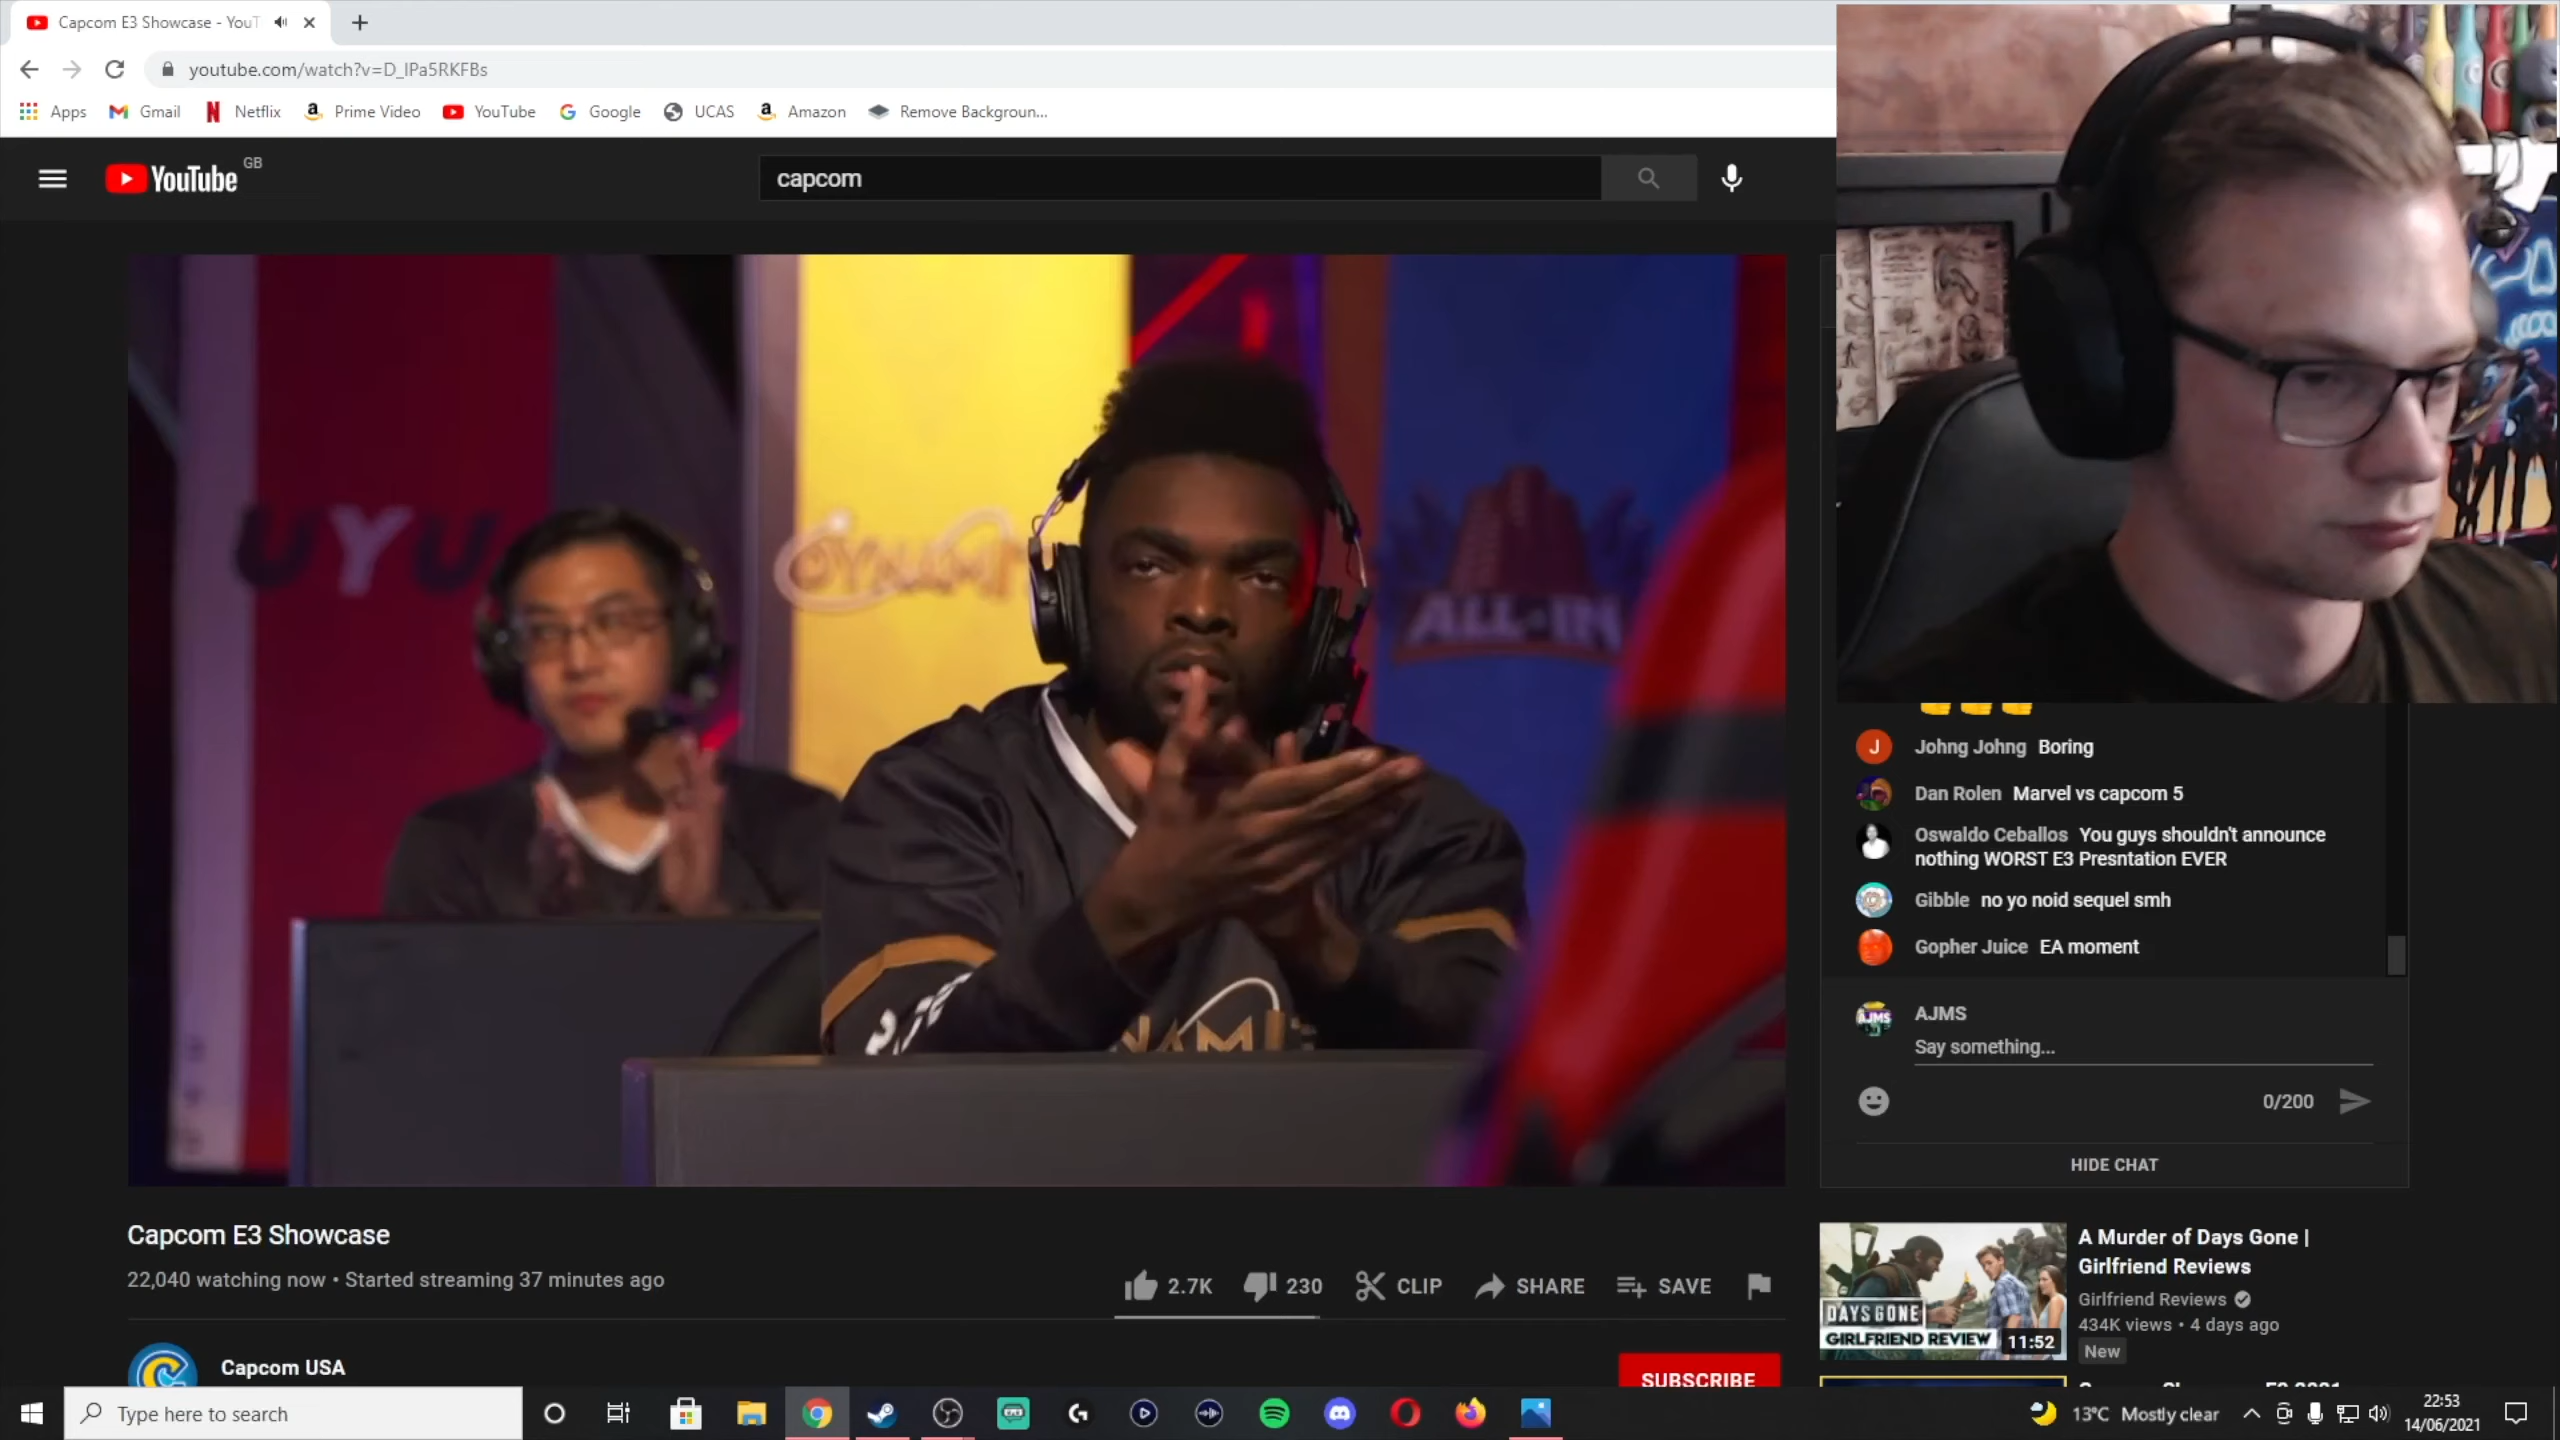 Capcom E3 Showcase - YouT
youtube.com/watch?v=D_lPa5RKFBs
Apps Gmail Netflix Prime Video YouTube Google UCAS Amazon Remove Backgroun...
YouTube GB
capcom
UYU
ALL-IN
Johng Johng Boring
Dan Rolen Marvel vs capcom 5
Oswaldo Ceballos You guys shouldn't announce
nothing WORST E3 Presntation EVER
Gibble no yo noid sequel smh
Gopher Juice EA moment
AJMS
Say something...
0/200
HIDE CHAT
Capcom E3 Showcase
22,040 watching now • Started streaming 37 minutes ago
2.7K 230 CLIP SHARE SAVE
Capcom USA
SUBSCRIBE
DAYS GONE
GIRLFRIEND REVIEW
11:52
A Murder of Days Gone |
Girlfriend Reviews
Girlfriend Reviews
434K views • 4 days ago
New
Type here to search
13°C Mostly clear
22:53
14/06/2021